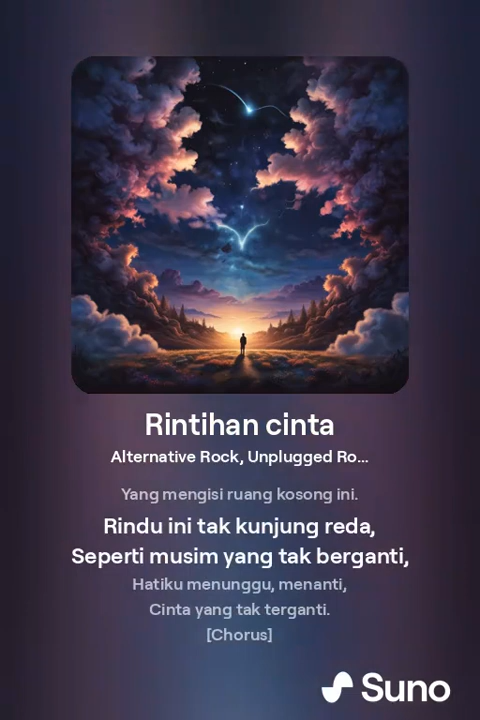 Rintihan cinta
Alternative Rock, Unplugged Ro...
Yang mengisi ruang kosong ini.
Rindu ini tak kunjung reda,
Seperti musim yang tak berganti,
Hatiku menunggu, menanti,
Cinta yang tak terganti.
[Chorus]
Suno